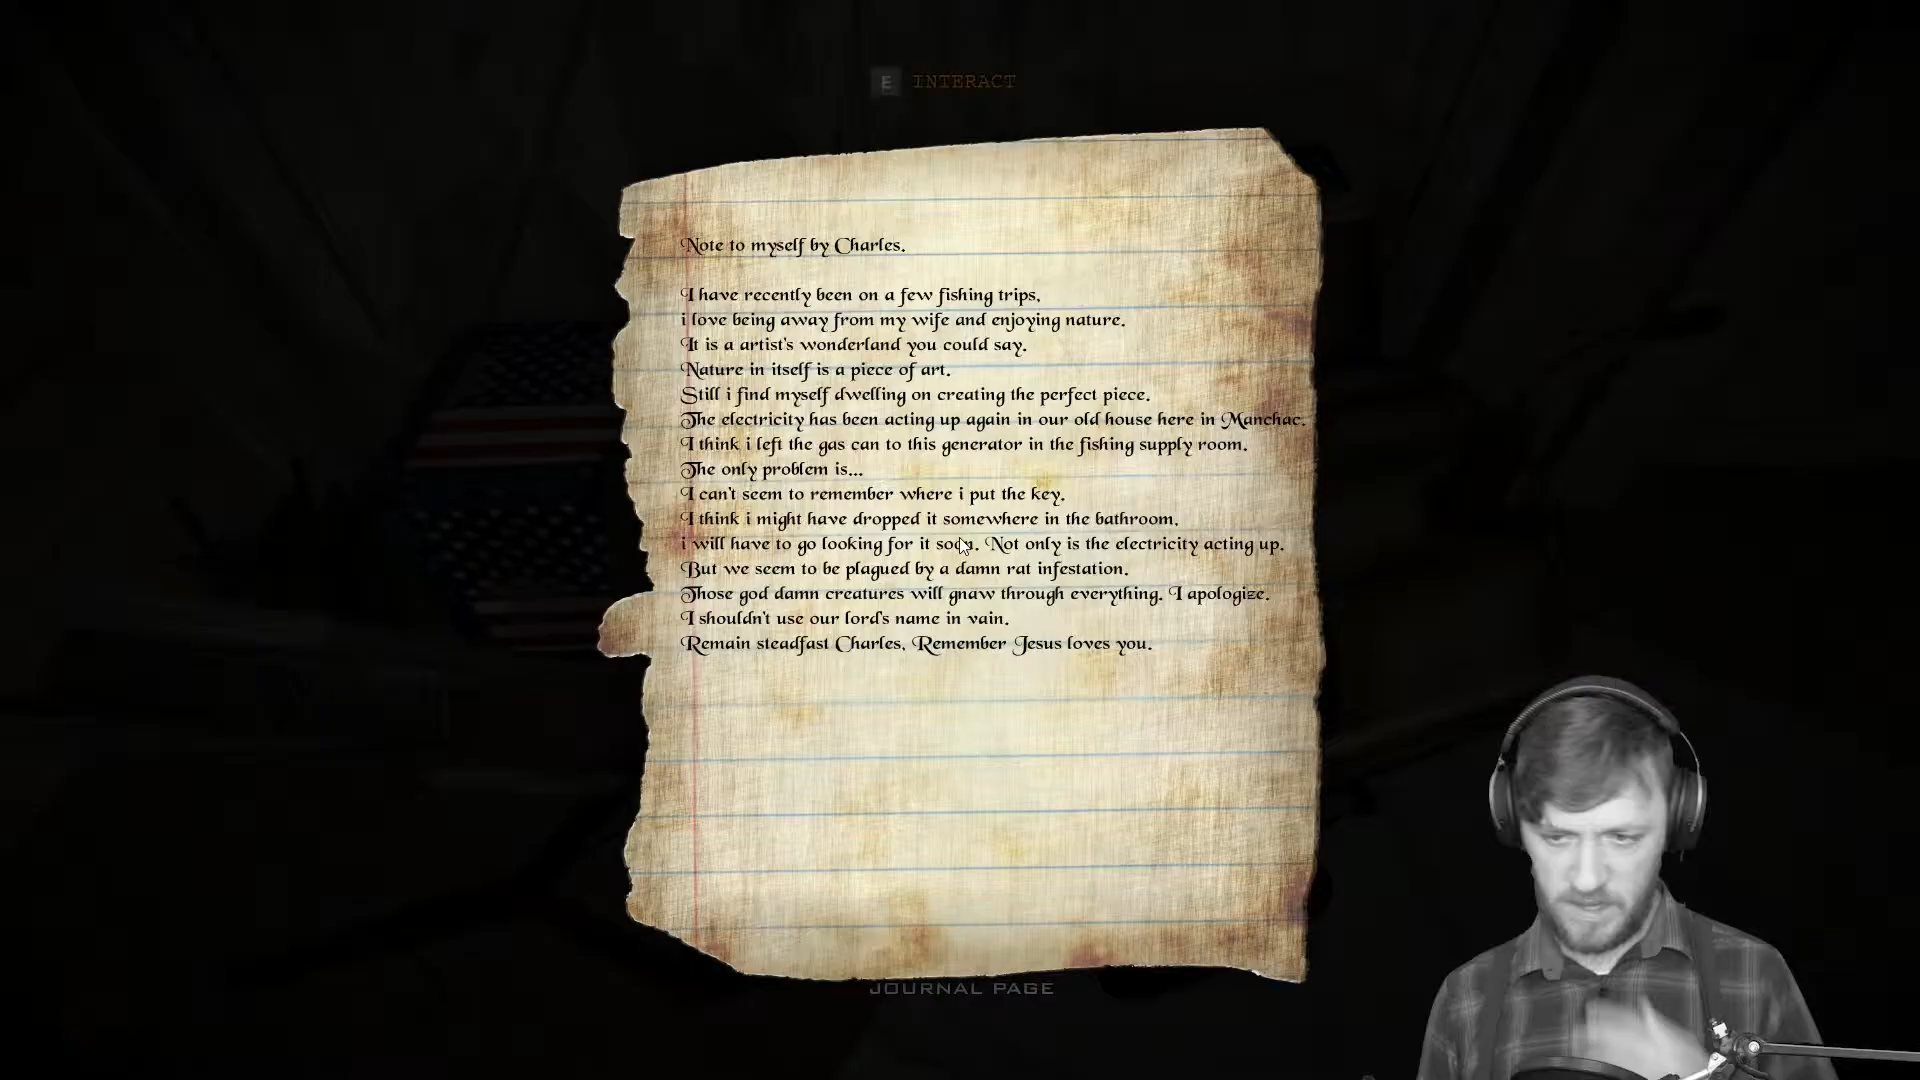 E INTERACT
Note to myself by Charles.
I have recently been on a few fishing trips,
i love being away from my wife and enjoying nature.
It is a artist's wonderland you could say.
Nature in itself is a piece of art.
Still i find myself dwelling on creating the perfect piece.
The electricity has been acting up again in our old house here in Manchac.
I think i left the gas can to this generator in the fishing supply room.
The only problem is...
I can't seem to remember where i put the key.
I think i might have dropped it somewhere in the bathroom,
i will have to go looking for it soon. Not only is the electricity acting up.
But we seem to be plagued by a damn rat infestation.
Those god damn creatures will gnaw through everything. I apologize.
I shouldn't use our lord's name in vain.
Remain steadfast Charles, Remember Jesus loves you.
JOURNAL PAGE